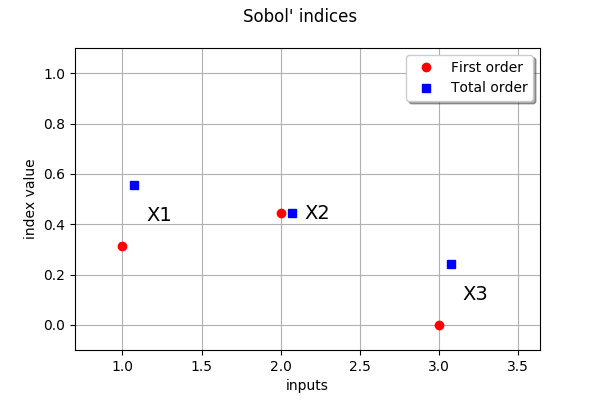 Sobol' indices
First order
Total order
1.0
0.8
0.6
0.4
0.2
0.0
index value
X1
X2
X3
1.0 1.5 2.0 2.5 3.0 3.5
inputs